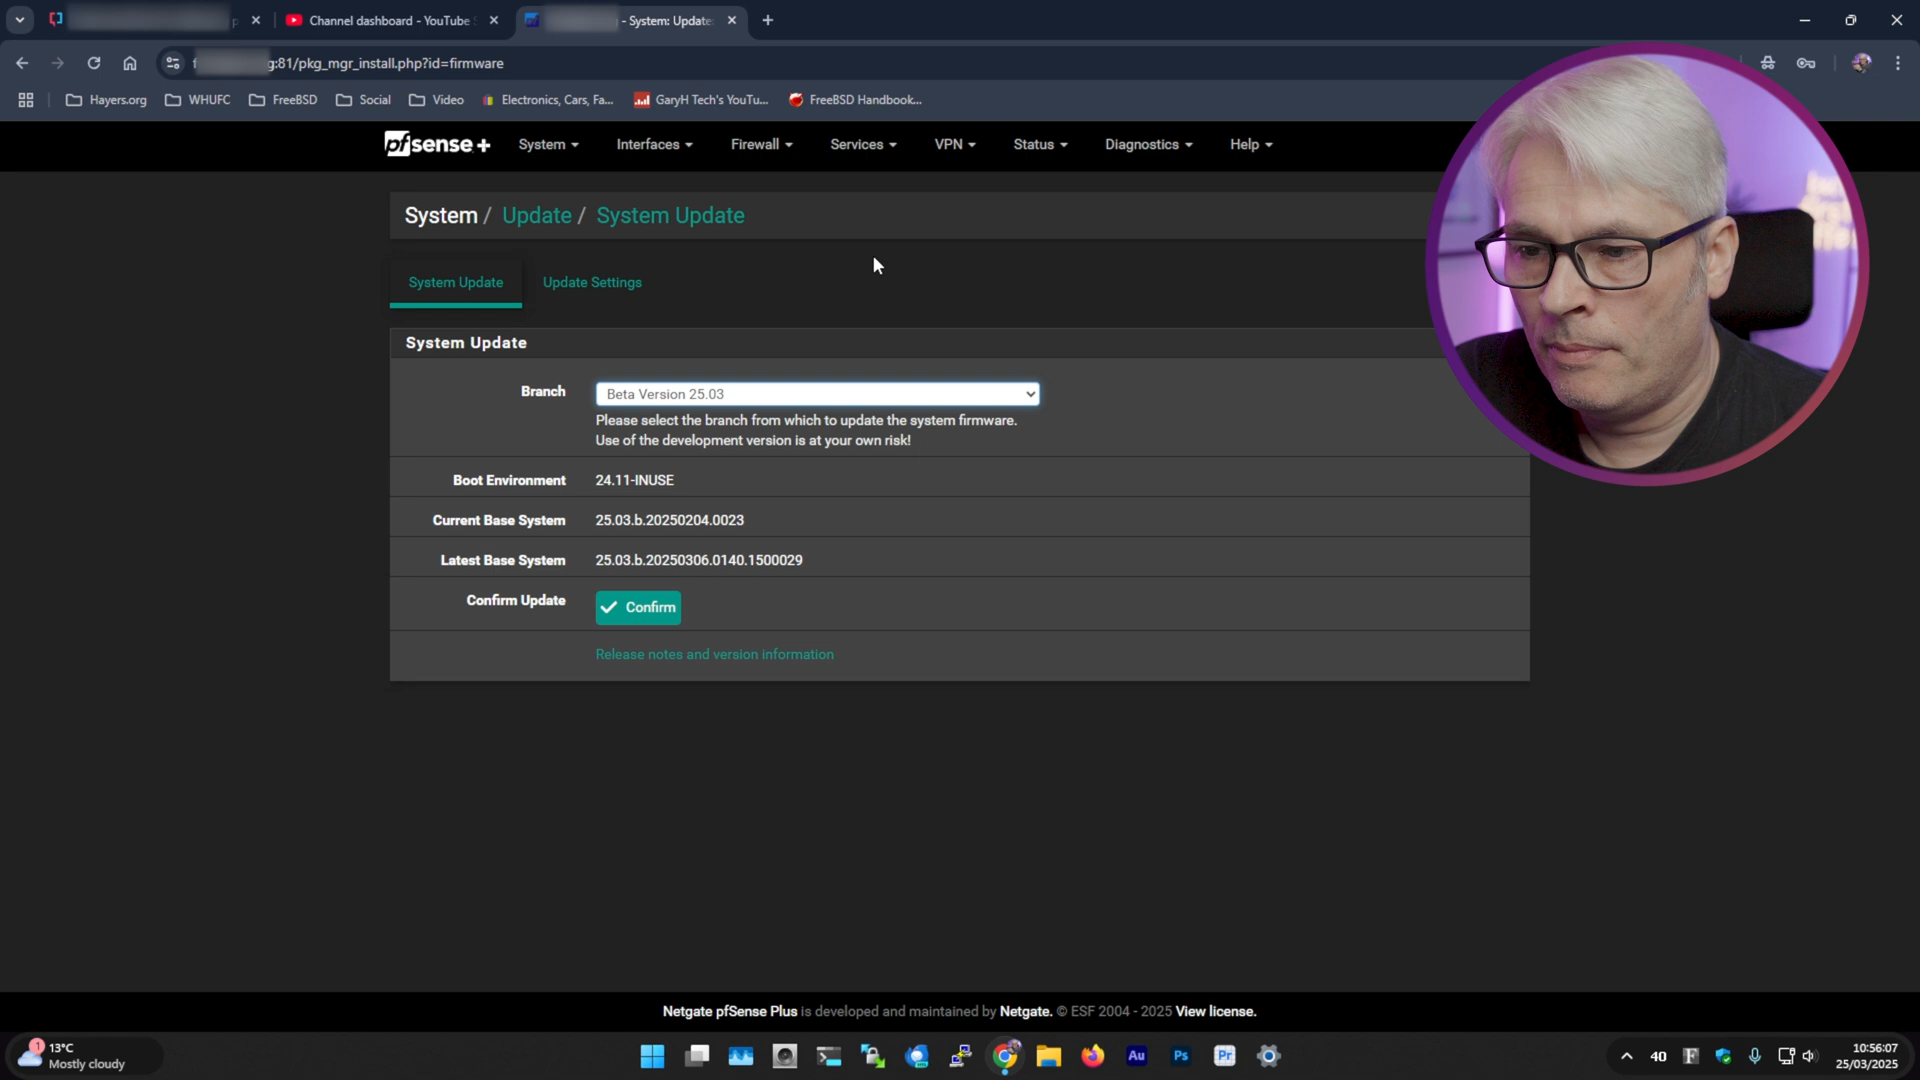 Channel dashboard - YouTube S
- System: Update:
g:81/pkg_mgr_install.php?id=firmware
Hayers.org
WHUFC
FreeBSD
Social
Video
Electronics, Cars, Fa...
GaryH Tech's YouTu...
FreeBSD Handbook...
pfsense +
System
Interfaces
Firewall
Services
VPN
Status
Diagnostics
Help
System / Update / System Update
System Update
Update Settings
System Update
Branch
Beta Version 25.03
Please select the branch from which to update the system firmware.
Use of the development version is at your own risk!
Boot Environment
24.11-INUSE
Current Base System
25.03.b.20250204.0023
Latest Base System
25.03.b.20250306.0140.1500029
Confirm Update
Confirm
Release notes and version information
Netgate pfSense Plus is developed and maintained by Netgate. © ESF 2004 - 2025 View license.
1
13°C
Mostly cloudy
Au
Ps
Pr
40
F
10:56:07
25/03/2025